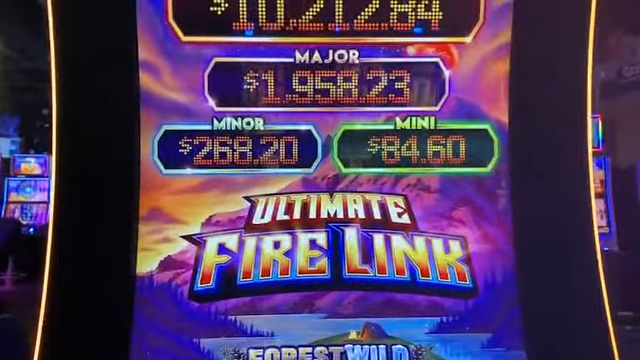 $10,212.84
MAJOR
$1,958.23
MINOR MINI
$268.20 $84.60
ULTIMATE
FIRE LINK
FOREST WILD